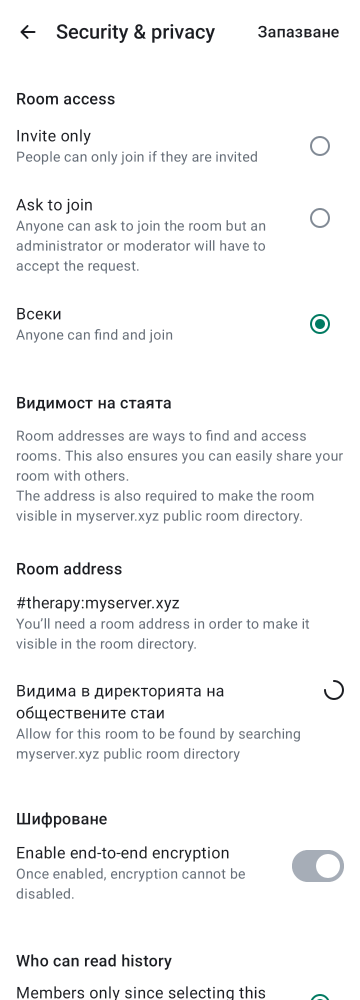 Security & privacy
Запазване
Room access
Invite only
People can only join if they are invited
Ask to join
Anyone can ask to join the room but an
administrator or moderator will have to
accept the request.
Всеки
Anyone can find and join
Видимост на стаята
Room addresses are ways to find and access
rooms. This also ensures you can easily share your
room with others.
The address is also required to make the room
visible in myserver.xyz public room directory.
Room address
#therapy:myserver.xyz
You’ll need a room address in order to make it
visible in the room directory.
Видима в директорията на
обществените стаи
Allow for this room to be found by searching
myserver.xyz public room directory
Шифроване
Enable end-to-end encryption
Once enabled, encryption cannot be
disabled.
Who can read history
Members only since selecting this